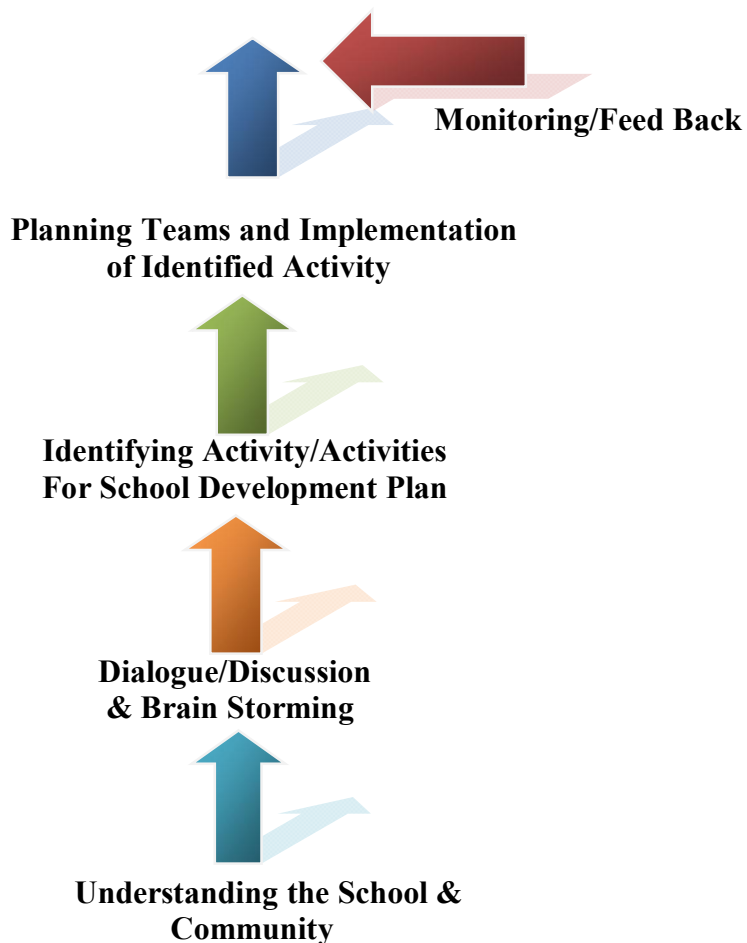 Monitoring/Feed Back
Planning Teams and Implementation
of Identified Activity
Identifying Activity/Activities
For School Development Plan
Dialogue/Discussion
& Brain Storming
Understanding the School &
Community